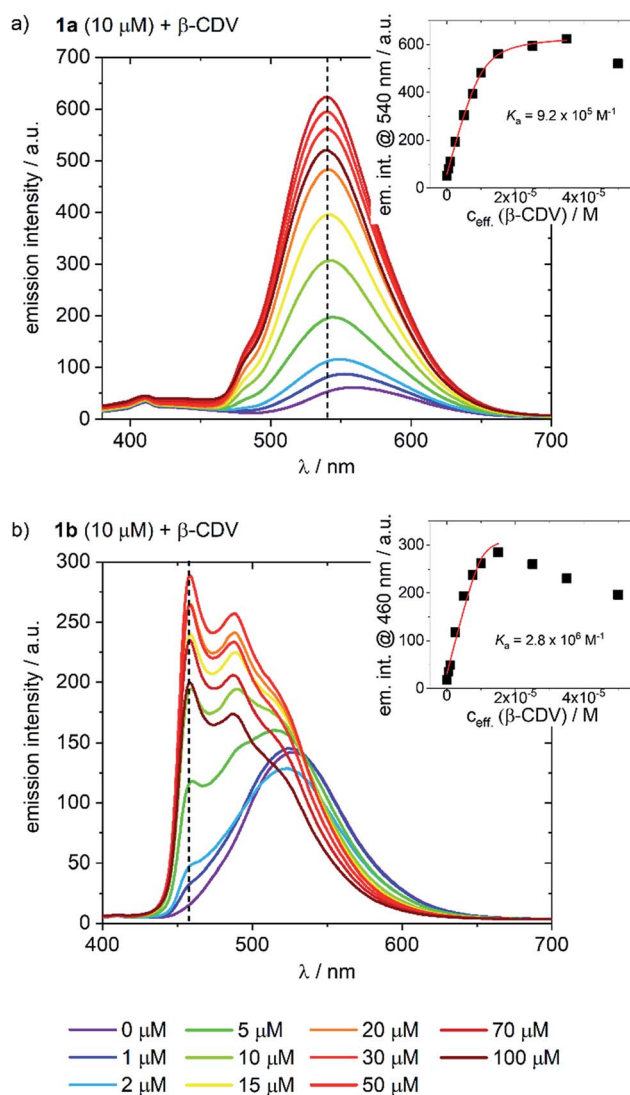 a) 1a (10 μM) + β-CDV
700
600
500
400
300
200
100
0
emission intensity / a.u.
400 500 600 700
λ / nm
600
400
200
0
em. int. @ 540 nm / a.u.
Kₐ = 9.2 x 10⁵ M⁻¹
0 2x10⁻⁵ 4x10⁻⁵
c_eff. (β-CDV) / M
b) 1b (10 μM) + β-CDV
300
250
200
150
100
50
0
emission intensity / a.u.
400 500 600 700
λ / nm
300
200
100
0
em. int. @ 460 nm / a.u.
Kₐ = 2.8 x 10⁶ M⁻¹
0 2x10⁻⁵ 4x10⁻⁵
c_eff. (β-CDV) / M
0 μM 5 μM 20 μM 70 μM
1 μM 10 μM 30 μM 100 μM
2 μM 15 μM 50 μM